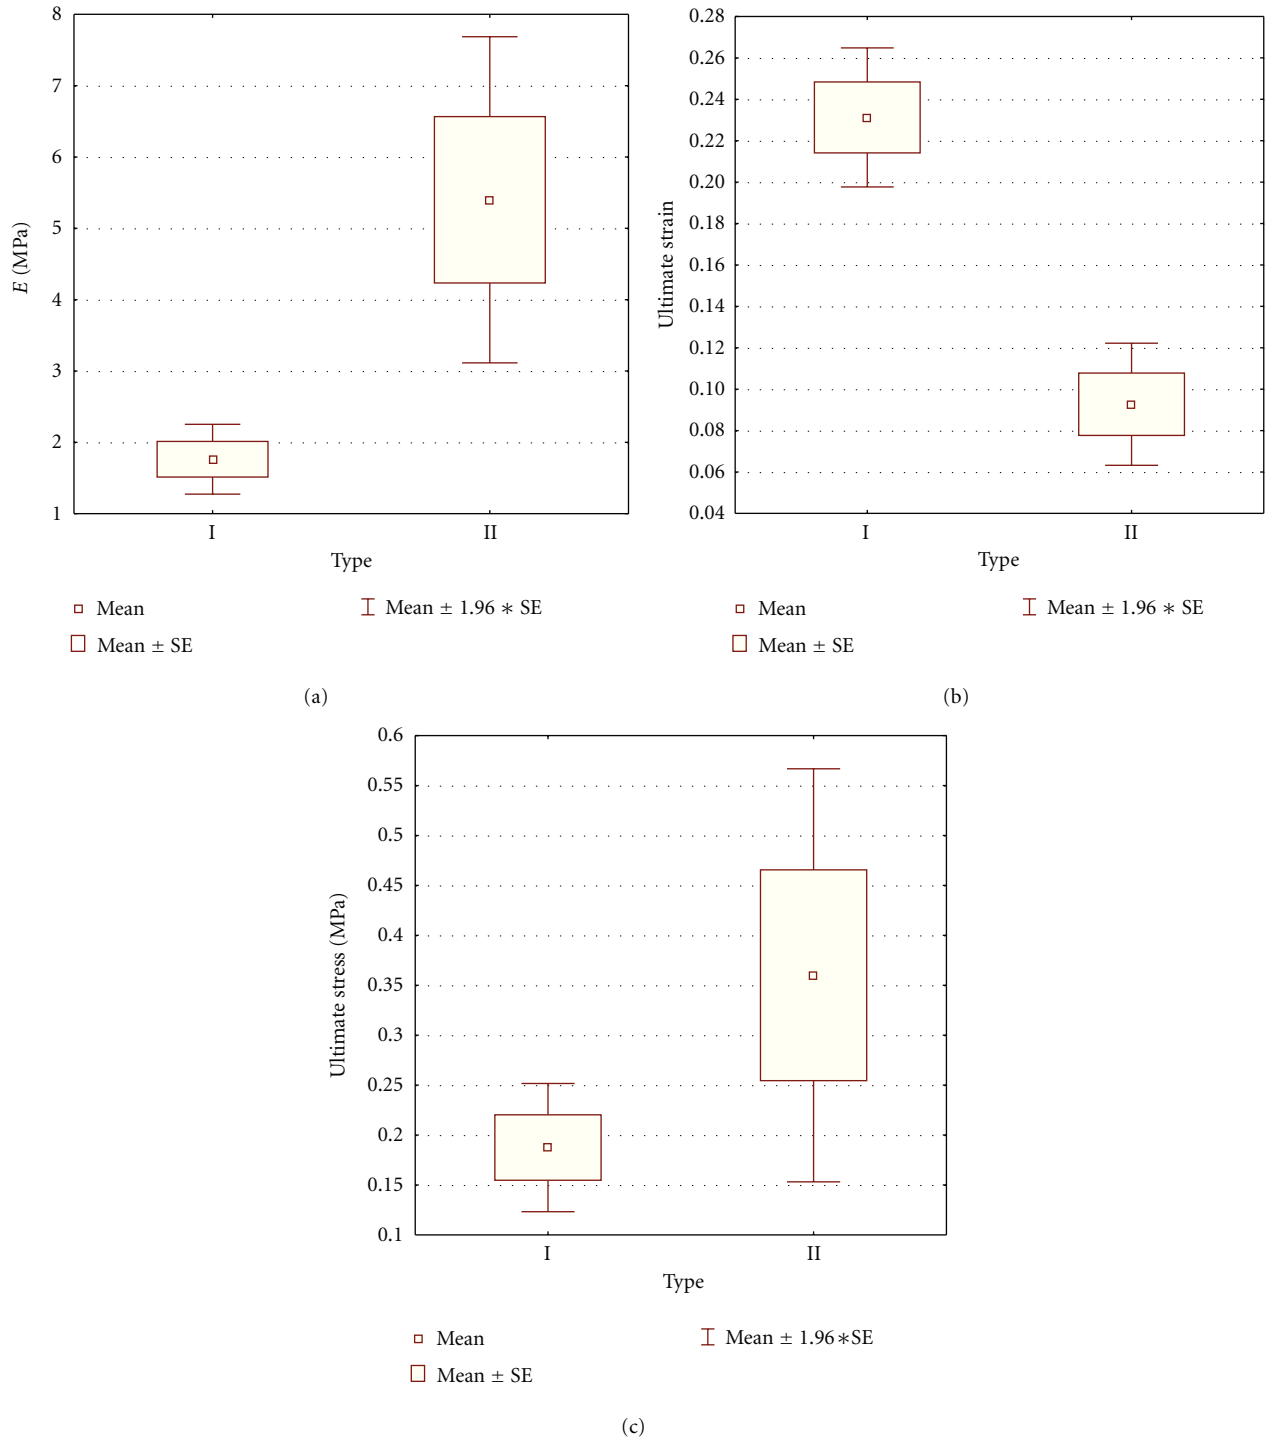 8
7
6
5
4
3
2
1
E (MPa)
I II
Type
Mean
Mean ± SE
Mean ± 1.96 ∗ SE
(a)
0.28
0.26
0.24
0.22
0.20
0.18
0.16
0.14
0.12
0.10
0.08
0.06
0.04
Ultimate strain
I II
Type
Mean
Mean ± SE
Mean ± 1.96 ∗ SE
(b)
0.6
0.55
0.5
0.45
0.4
0.35
0.3
0.25
0.2
0.15
0.1
Ultimate stress (MPa)
I II
Type
Mean
Mean ± SE
Mean ± 1.96∗SE
(c)